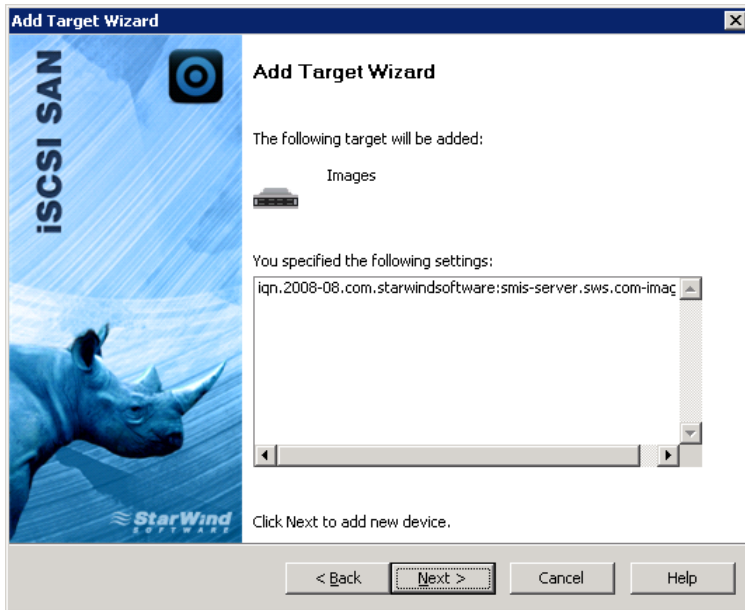 Add Target Wizard
iSCSI SAN
Add Target Wizard
The following target will be added:
Images
You specified the following settings:
iqn.2008-08.com.starwindsoftware:smis-server.sws.com-imag
StarWind
SOFTWARE
Click Next to add new device.
< Back
Next >
Cancel
Help